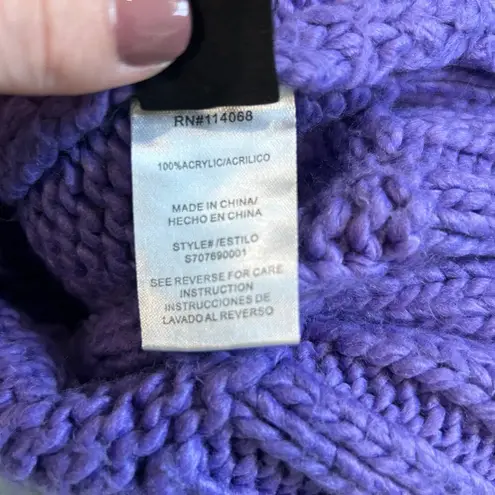 RN#114068
100%ACRYLIC/ACRILICO
MADE IN CHINA/
HECHO EN CHINA
STYLE# /ESTILO
S707690001
SEE REVERSE FOR CARE
INSTRUCTION
INSTRUCCIONES DE
LAVADO AL REVERSO